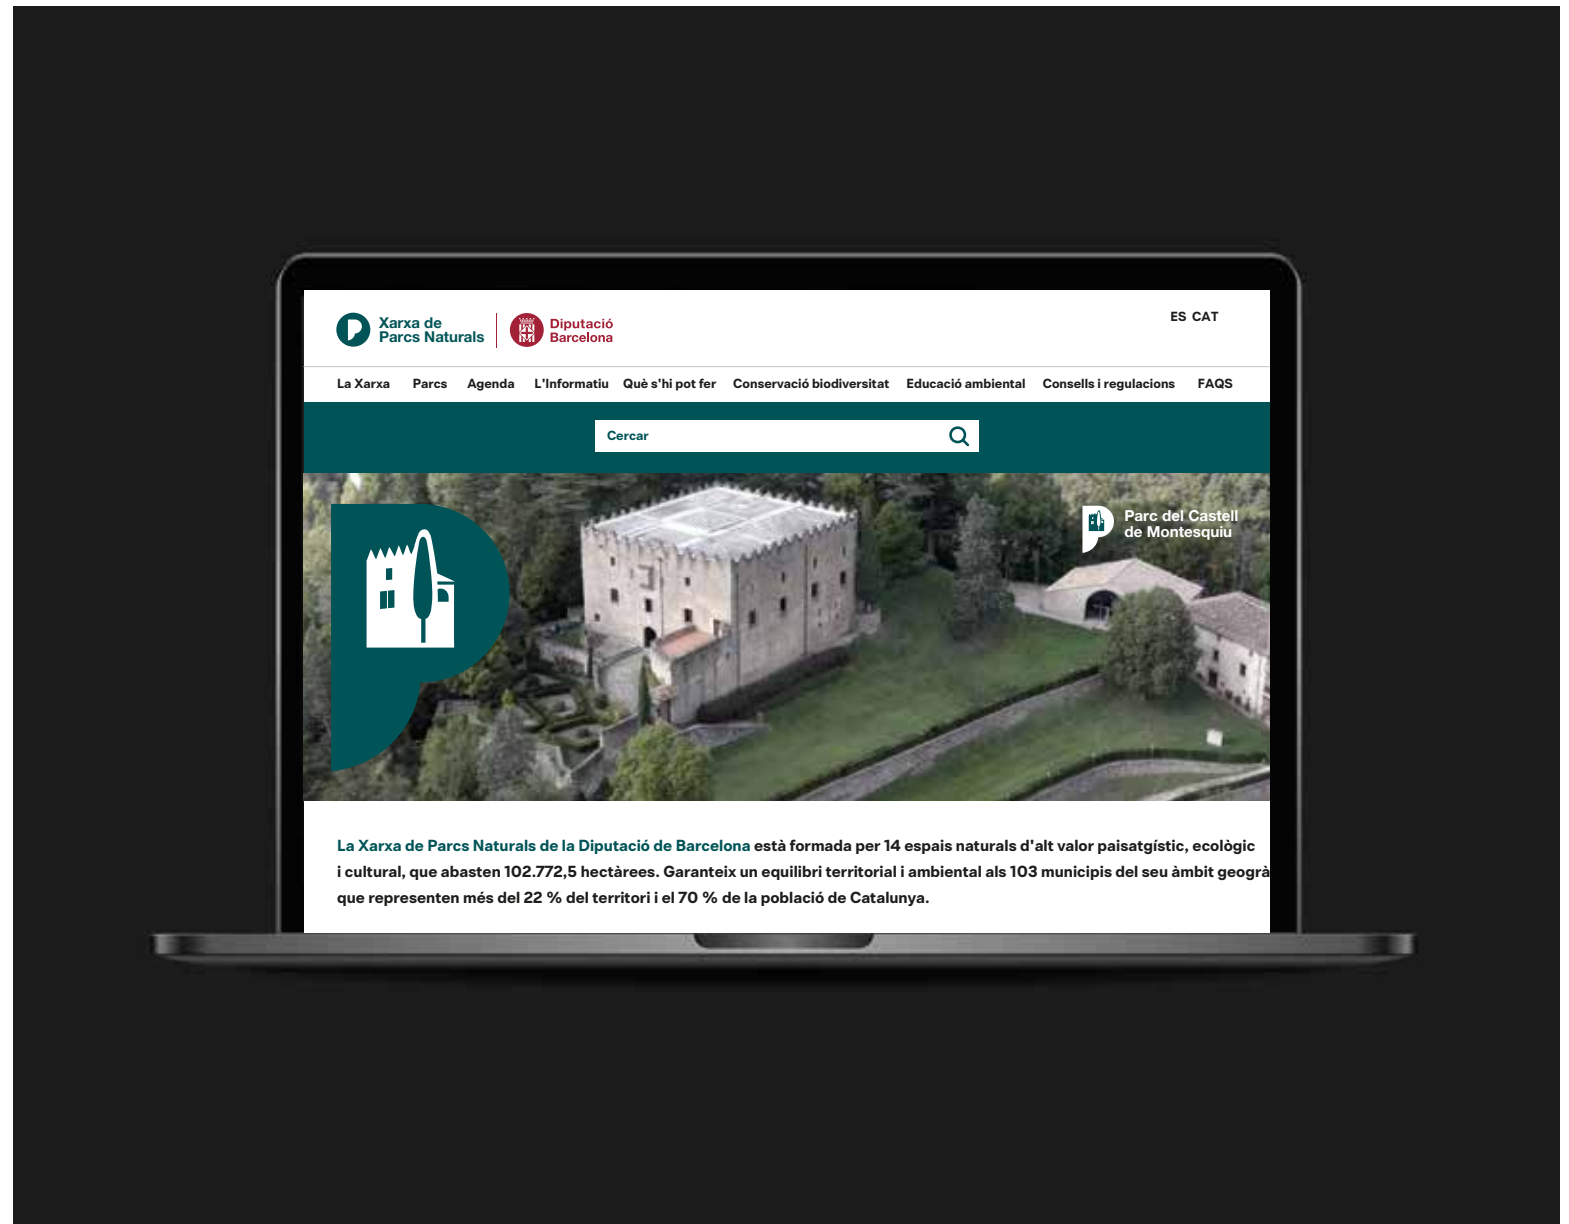 Xarxa de
Parcs Naturals
Diputació
Barcelona
ES CAT
La Xarxa Parcs Agenda L'Informatiu Què s'hi pot fer Conservació biodiversitat Educació ambiental Consells i regulacions FAQS
Cercar
Parc del Castell
de Montesquiu
La Xarxa de Parcs Naturals de la Diputació de Barcelona està formada per 14 espais naturals d'alt valor paisatgístic, ecològic
i cultural, que abasten 102.772,5 hectàrees. Garanteix un equilibri territorial i ambiental als 103 municipis del seu àmbit geogrà
que representen més del 22 % del territori i el 70 % de la població de Catalunya.